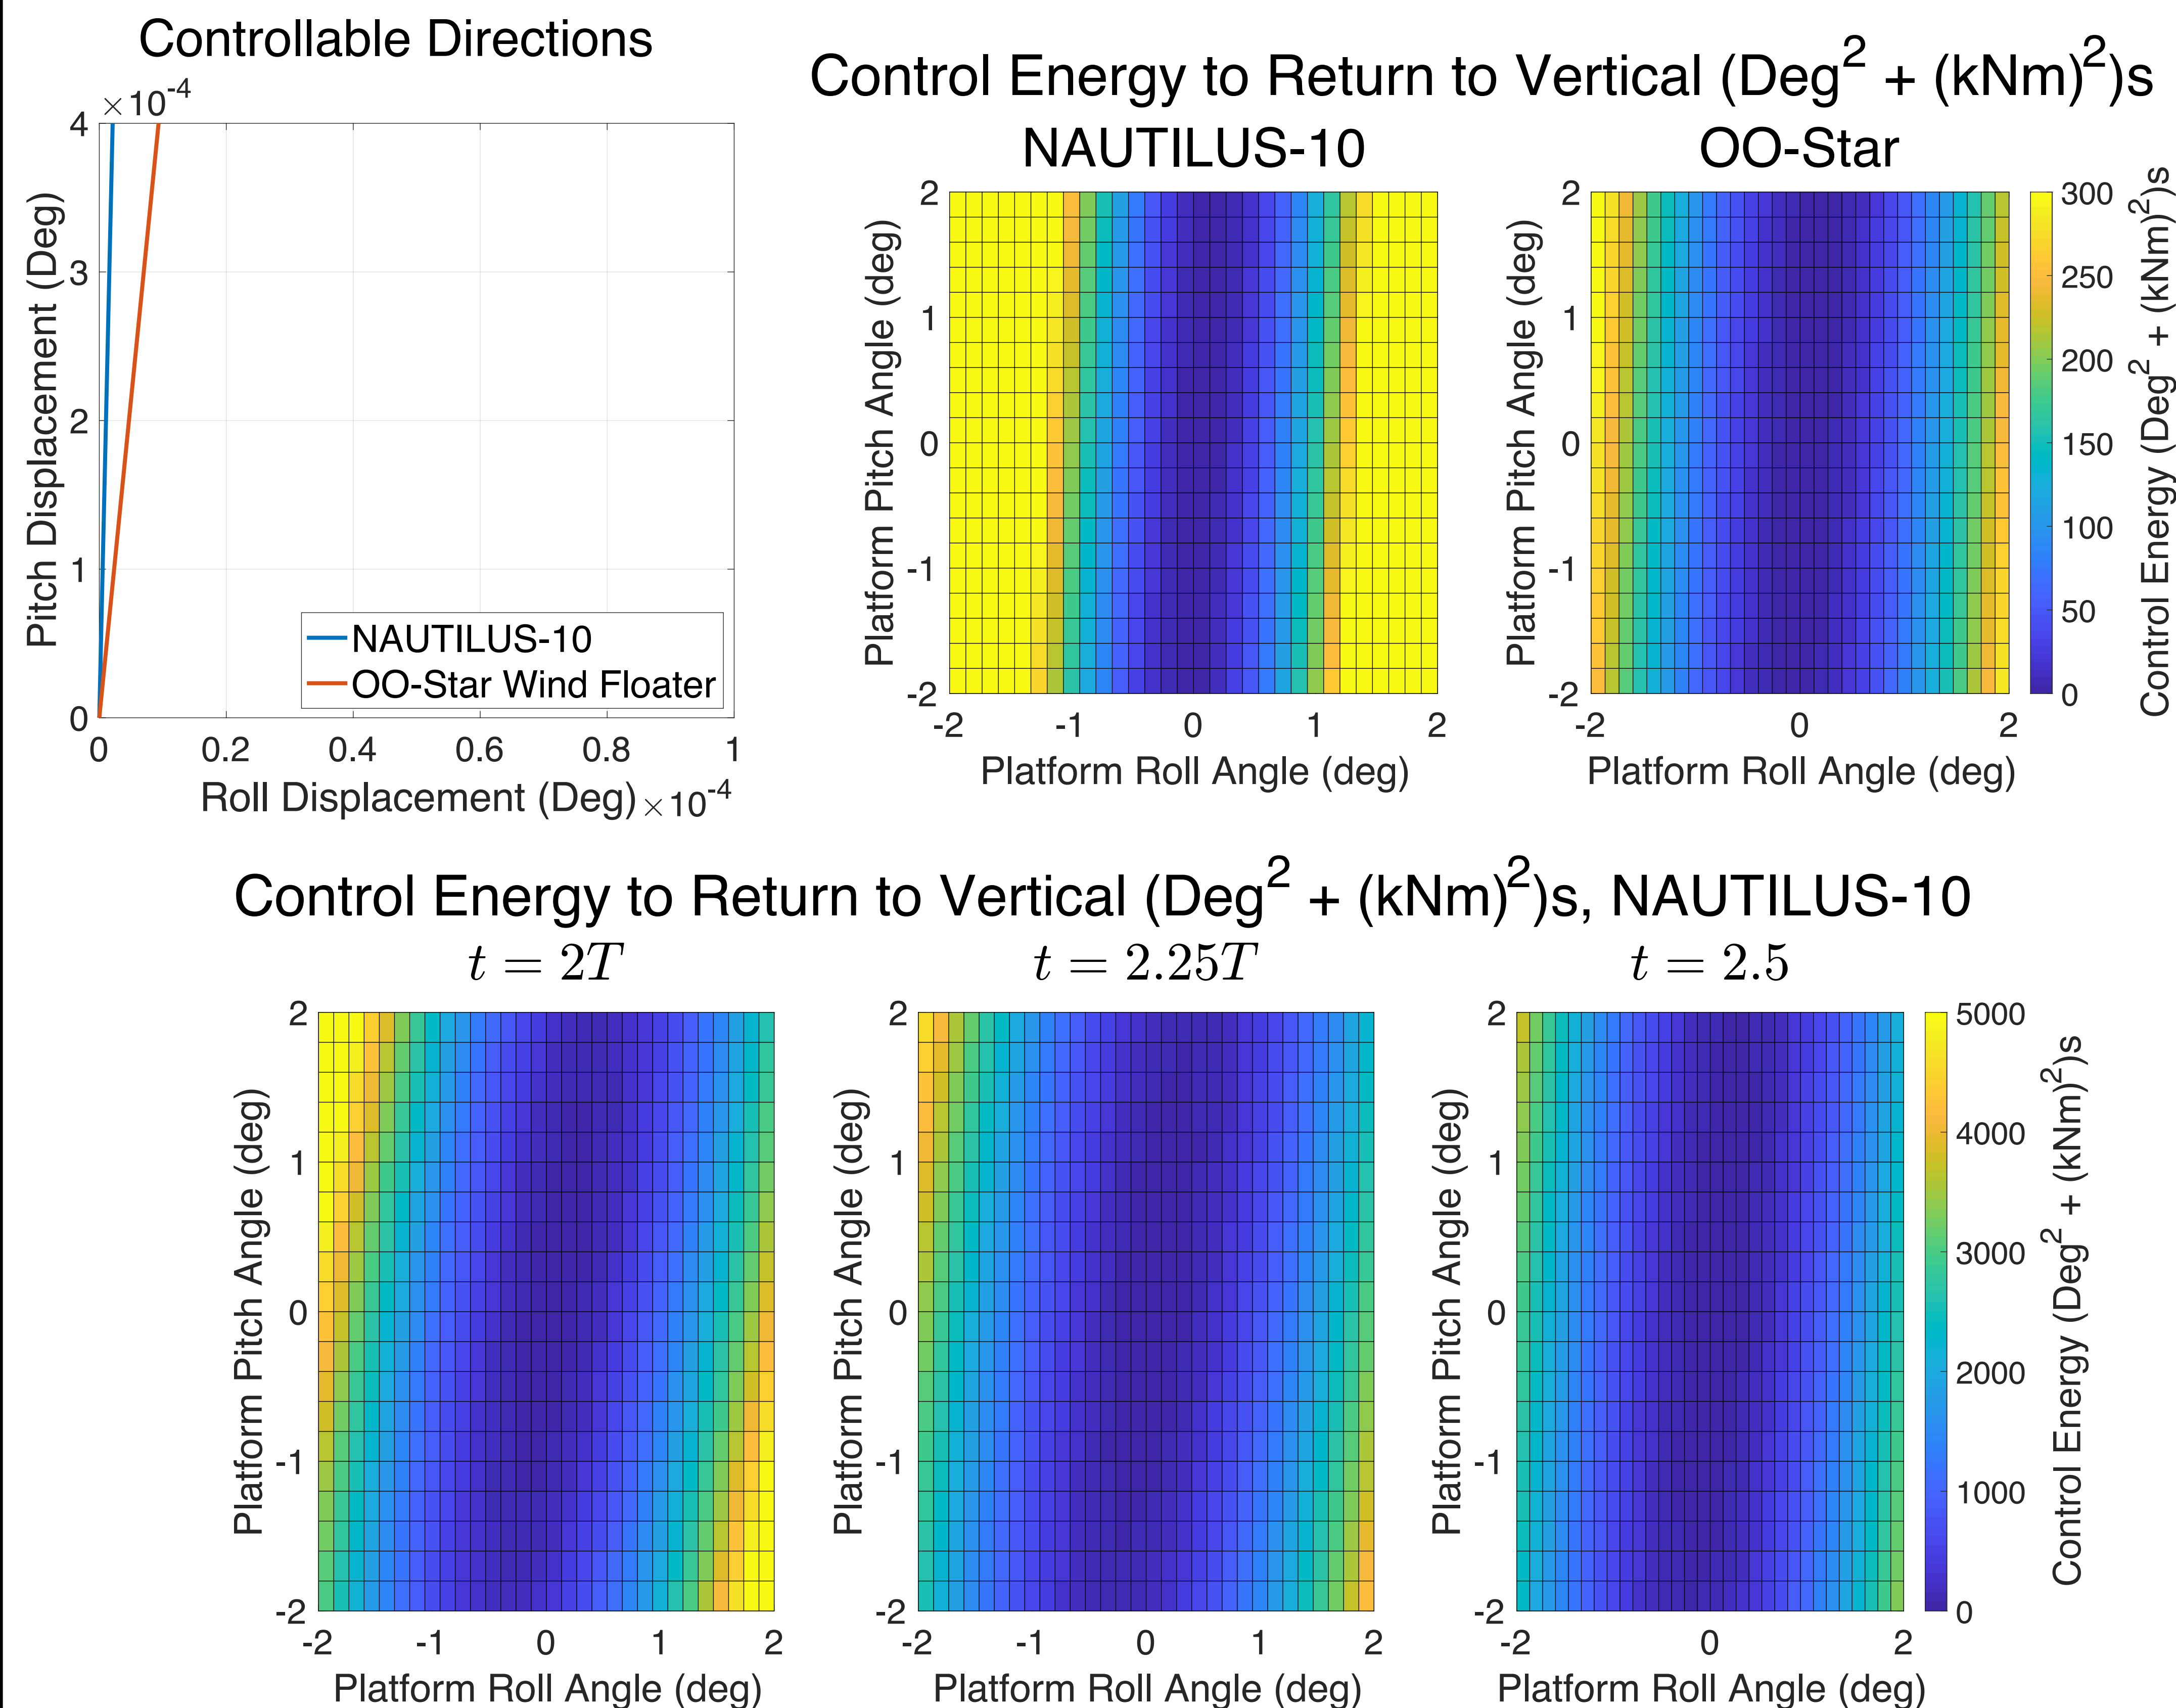 Controllable Directions
×10⁻⁴
4
3
2
1
0
Pitch Displacement (Deg)
NAUTILUS-10
OO-Star Wind Floater
0 0.2 0.4 0.6 0.8 1
Roll Displacement (Deg) ×10⁻⁴
Control Energy to Return to Vertical (Deg² + (kNm)²)s
NAUTILUS-10
2
1
0
-1
-2
Platform Pitch Angle (deg)
-2 -1 0 1 2
Platform Roll Angle (deg)
OO-Star
2
1
0
-1
-2
Platform Pitch Angle (deg)
-2 0 2
Platform Roll Angle (deg)
300
250
200
150
100
50
0
Control Energy (Deg² + (kNm)²)s
Control Energy to Return to Vertical (Deg² + (kNm)²)s, NAUTILUS-10
t = 2T
2
1
0
-1
-2
Platform Pitch Angle (deg)
-2 -1 0 1 2
Platform Roll Angle (deg)
t = 2.25T
2
1
0
-1
-2
Platform Pitch Angle (deg)
-2 -1 0 1 2
Platform Roll Angle (deg)
t = 2.5
2
1
0
-1
-2
Platform Pitch Angle (deg)
-2 0 2
Platform Roll Angle (deg)
5000
4000
3000
2000
1000
0
Control Energy (Deg² + (kNm)²)s